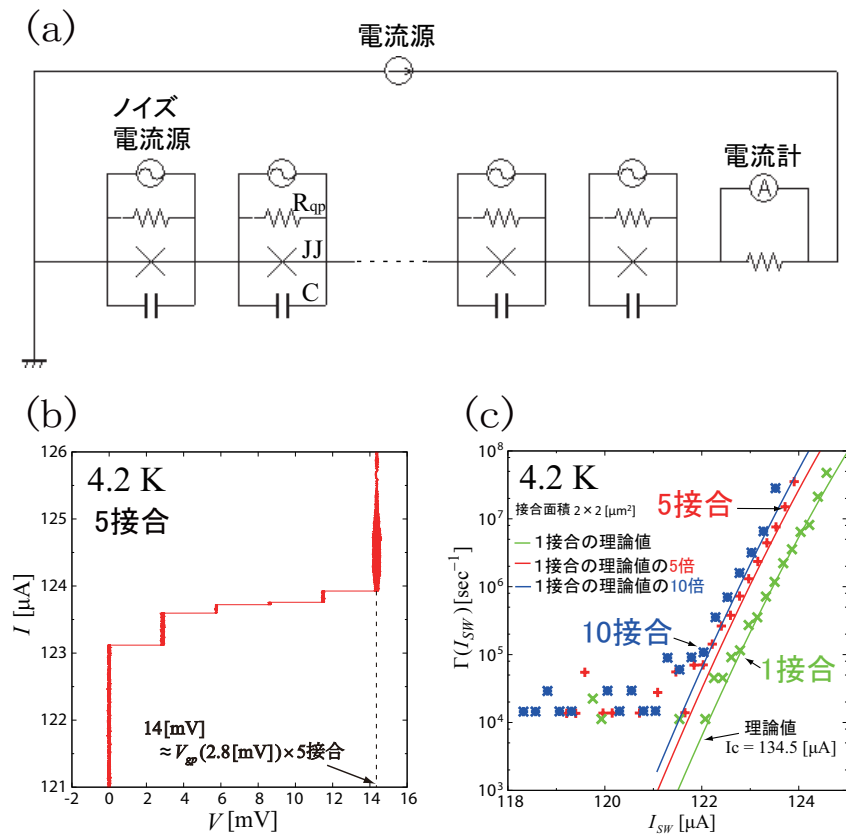 (a)
電流源
ノイズ
電流源
電流計
A
Rqp
JJ
C
(b)
4.2 K
5接合
I [μA]
126
125
124
123
122
121
14[mV]
≈ Vgp(2.8[mV])×5接合
-2 0 2 4 6 8 10 12 14 16
V [mV]
(c)
4.2 K
接合面積 2×2 [μm²]
5接合
1接合の理論値
1接合の理論値の5倍
1接合の理論値の10倍
10接合
1接合
理論値
Ic = 134.5 [μA]
Γ(ISW) [sec⁻¹]
10⁸
10⁷
10⁶
10⁵
10⁴
10³
118 120 122 124
ISW [μA]